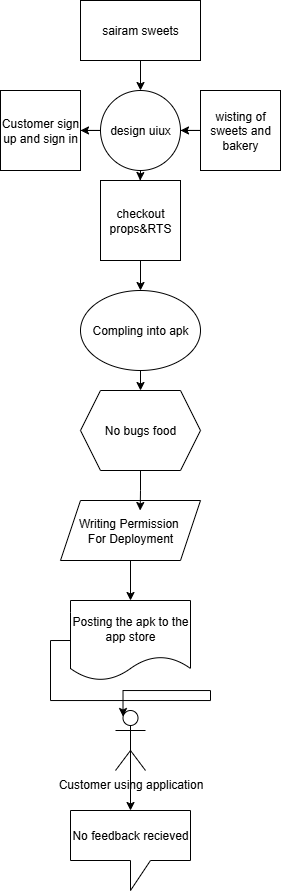 sairam sweets
Customer sign
up and sign in
design uiux
wisting of
sweets and
bakery
checkout
props&RTS
Compling into apk
No bugs food
Writing Permission
For Deployment
Posting the apk to the
app store
Customer using application
No feedback recieved